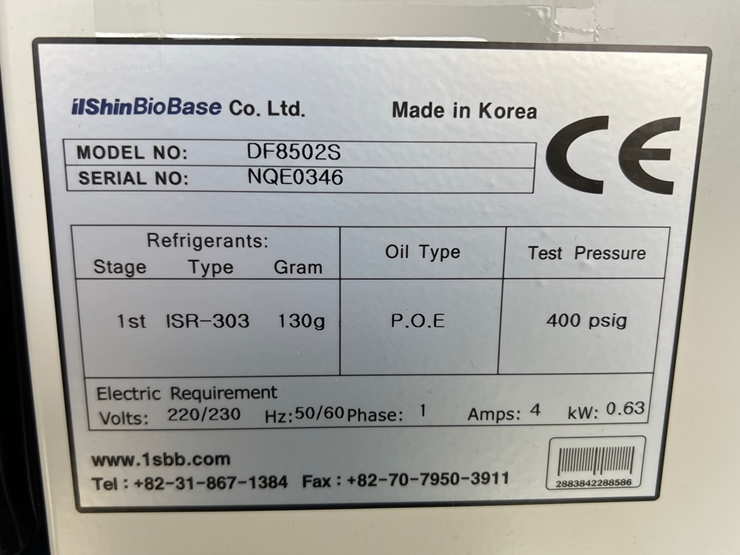 ilShinBioBase Co. Ltd. Made in Korea
CE
MODEL NO: DF8502S
SERIAL NO: NQE0346
Refrigerants: Oil Type Test Pressure
Stage Type Gram
1st ISR-303 130g P.O.E 400 psig
Electric Requirement
Volts: 220/230 Hz:50/60 Phase: 1 Amps: 4 kW: 0.63
www.1sbb.com
Tel : +82-31-867-1384 Fax : +82-70-7950-3911
2883842288586